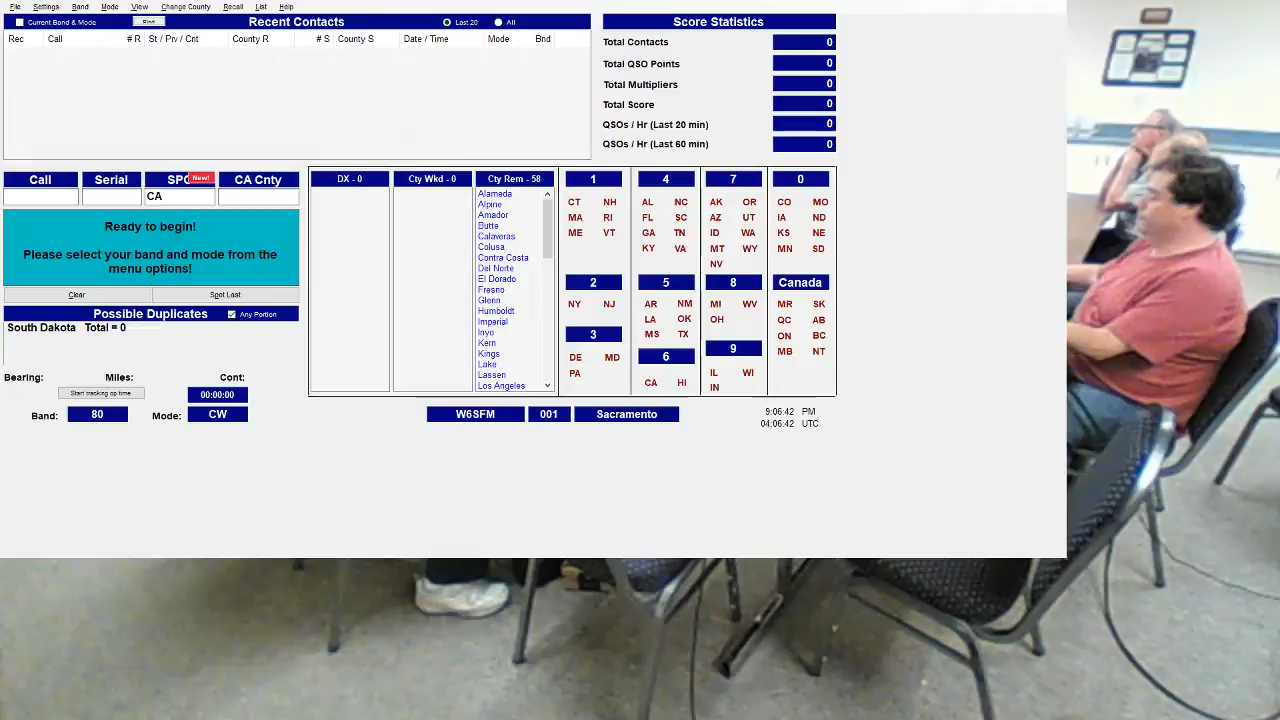 File Settings Band Mode View Change County Recall List Help
Current Band & Mode Find Recent Contacts Last 20 All
Rec Call # R St / Prv / Cnt County R # S County S Date / Time Mode Bnd
Score Statistics
Total Contacts 0
Total QSO Points 0
Total Multipliers 0
Total Score 0
QSOs / Hr (Last 20 min) 0
QSOs / Hr (Last 60 min) 0
Call Serial New! CA Cnty
CA
Ready to begin!
Please select your band and mode from the
menu options!
Clear Spot Last
Possible Duplicates Any Portion
South Dakota Total = 0
Bearing: Miles: Cont:
Start tracking op time 00:00:00
Band: 80 Mode: CW
DX - 0 Cty Wkd - 0 Cty Rem - 58
Alameda
Alpine
Amador
Butte
Calaveras
Colusa
Contra Costa
Del Norte
El Dorado
Fresno
Glenn
Humboldt
Imperial
Inyo
Kern
Kings
Lake
Lassen
Los Angeles
1
CT NH
MA RI
ME VT
2
NY NJ
3
DE MD
PA
4
AL NC
FL SC
GA TN
KY VA
5
AR NM
LA OK
MS TX
6
CA HI
7
AK OR
AZ UT
ID WA
MT WY
NV
8
MI WV
OH
9
IL WI
IN
0
CO MO
IA ND
KS NE
MN SD
Canada
MR SK
QC AB
ON BC
MB NT
W6SFM 001 Sacramento
9:06:42 PM
04:06:42 UTC